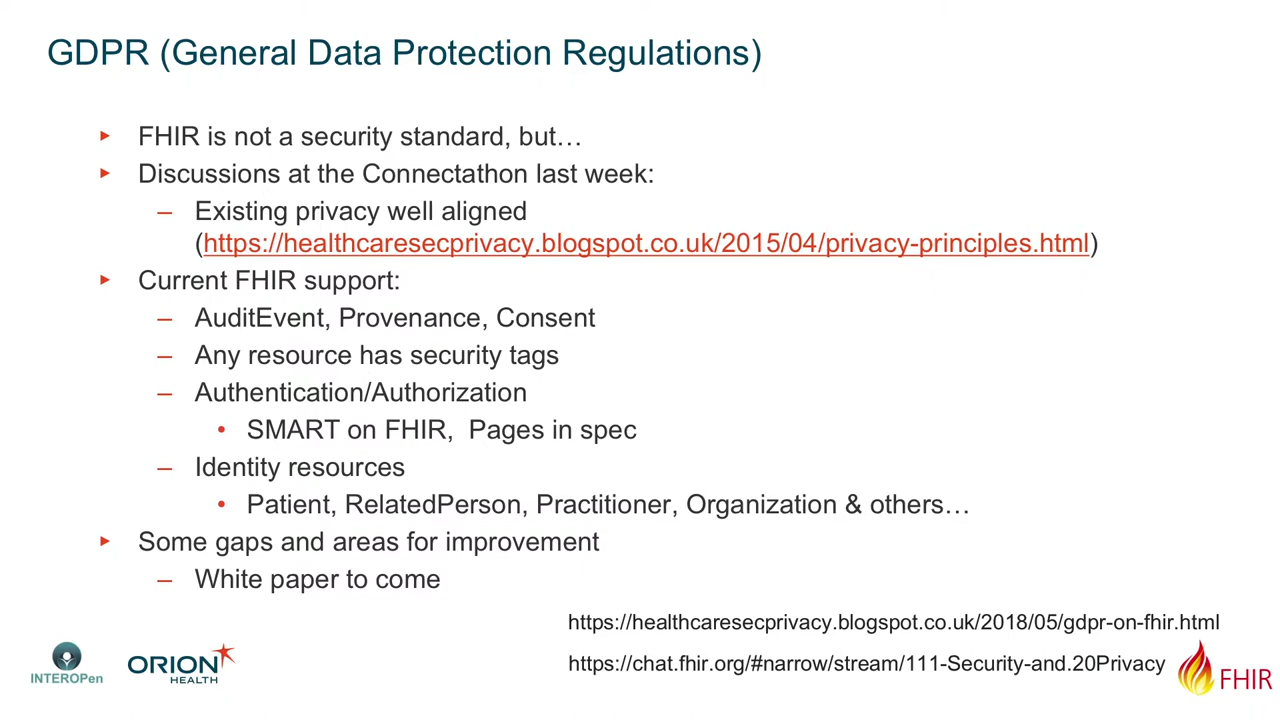 GDPR (General Data Protection Regulations)
FHIR is not a security standard, but…
Discussions at the Connectathon last week:
– Existing privacy well aligned
(https://healthcaresecprivacy.blogspot.co.uk/2015/04/privacy-principles.html)
Current FHIR support:
– AuditEvent, Provenance, Consent
– Any resource has security tags
– Authentication/Authorization
• SMART on FHIR, Pages in spec
– Identity resources
• Patient, RelatedPerson, Practitioner, Organization & others…
Some gaps and areas for improvement
– White paper to come
https://healthcaresecprivacy.blogspot.co.uk/2018/05/gdpr-on-fhir.html
https://chat.fhir.org/#narrow/stream/111-Security-and.20Privacy
INTEROPen
ORION
HEALTH
FHIR